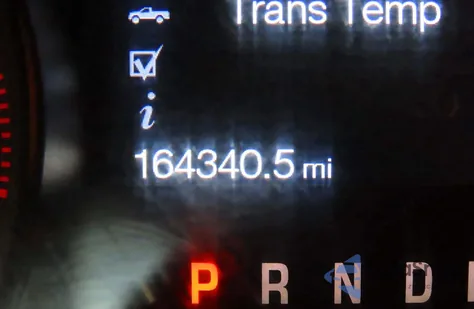 Trans Temp
i
164340.5 mi
P R N D